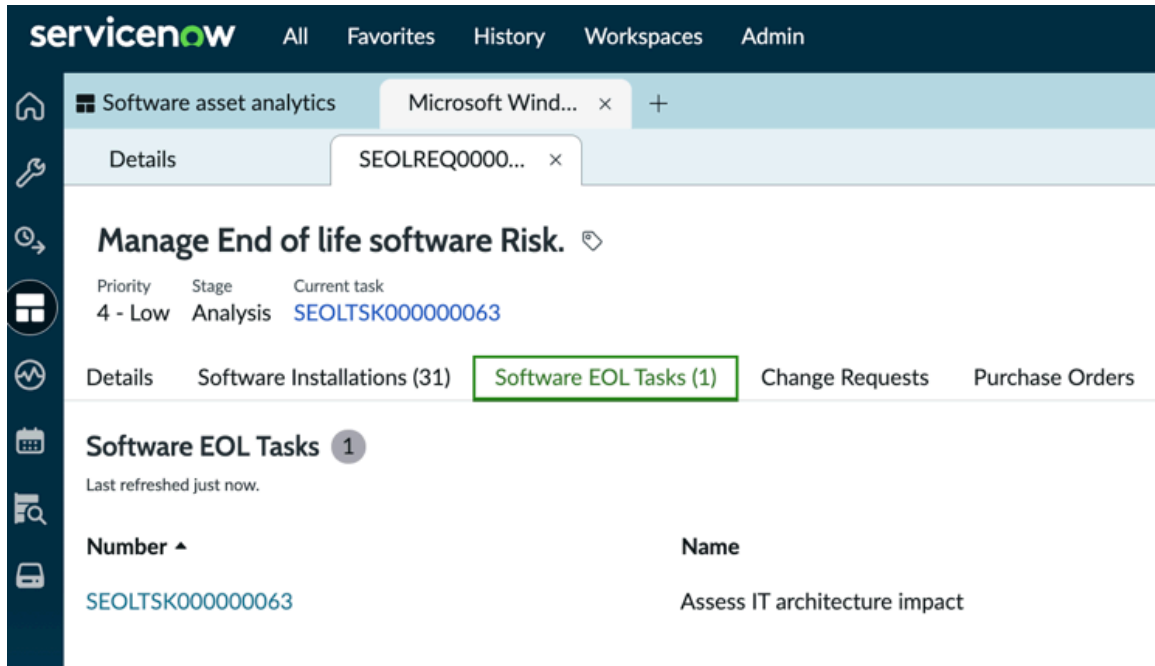 servicenow All Favorites History Workspaces Admin
Software asset analytics Microsoft Wind...
Details SEOLREQ0000...
Manage End of life software Risk.
Priority Stage Current task
4 - Low Analysis SEOLTSK000000063
Details Software Installations (31) Software EOL Tasks (1) Change Requests Purchase Orders
Software EOL Tasks 1
Last refreshed just now.
Number Name
SEOLTSK000000063 Assess IT architecture impact